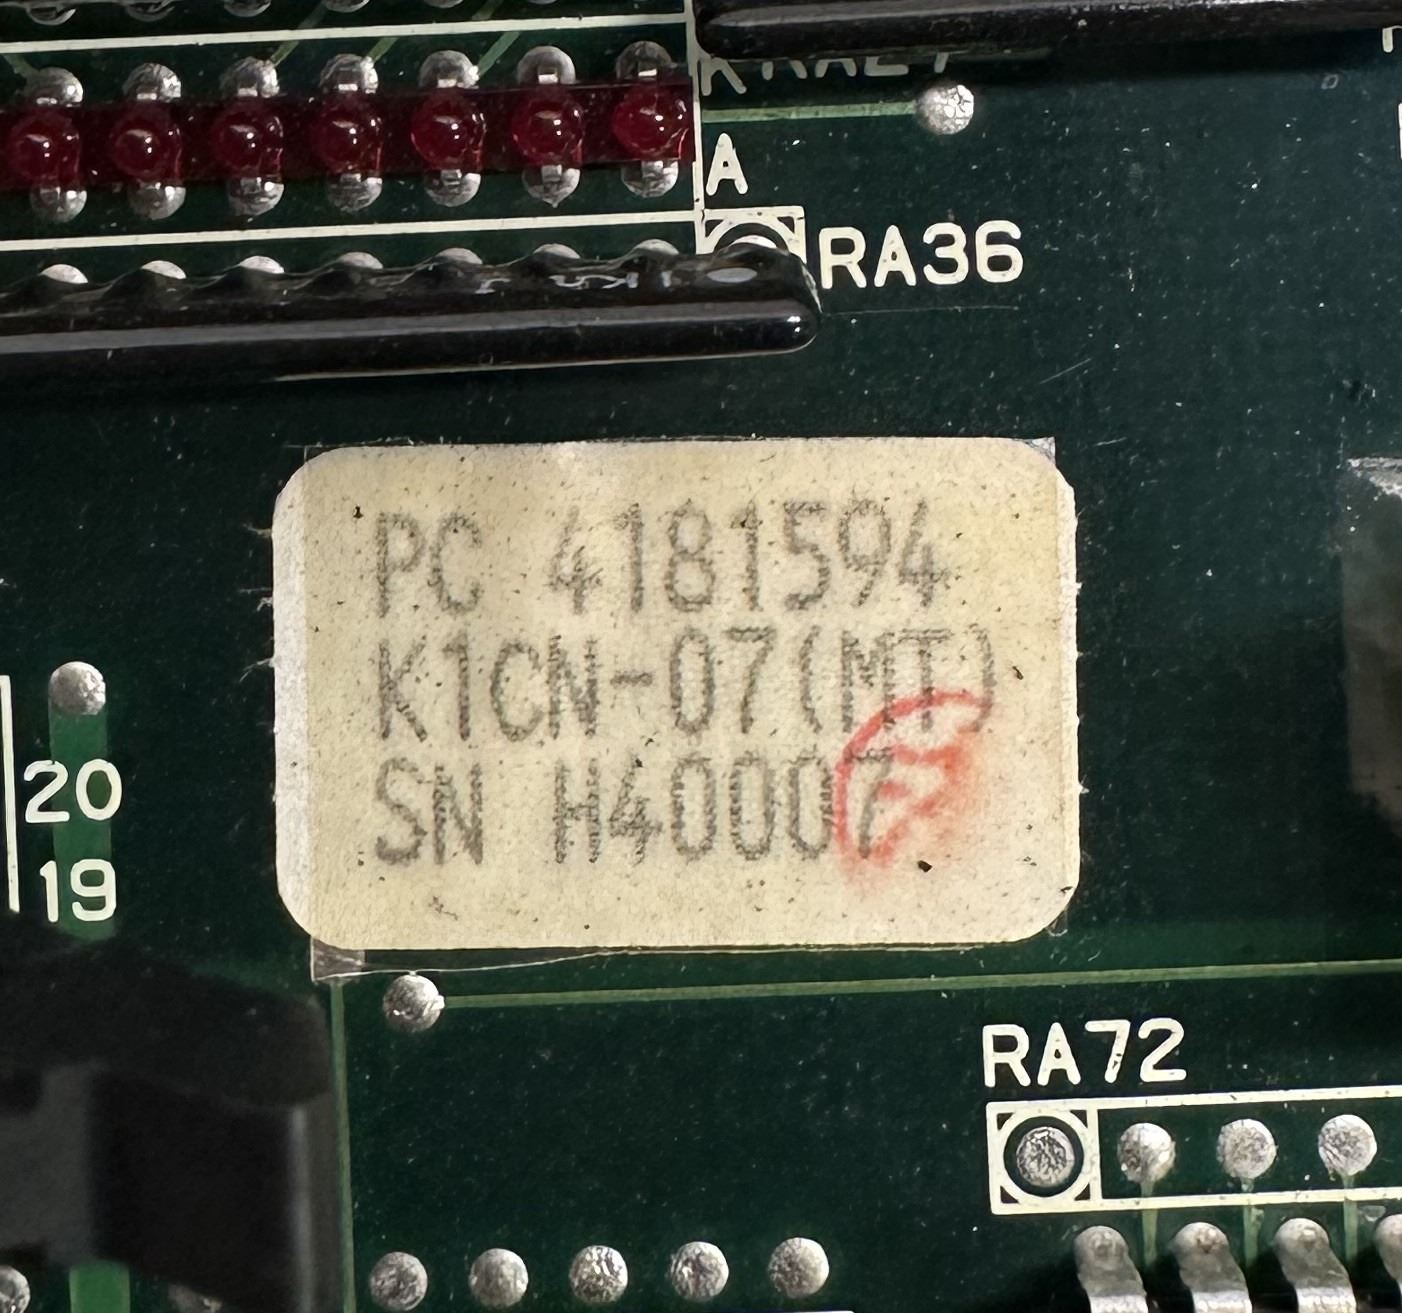 A
RA36
PC 4181594
K1CN-07(MT)
SN H40007
20
19
RA72